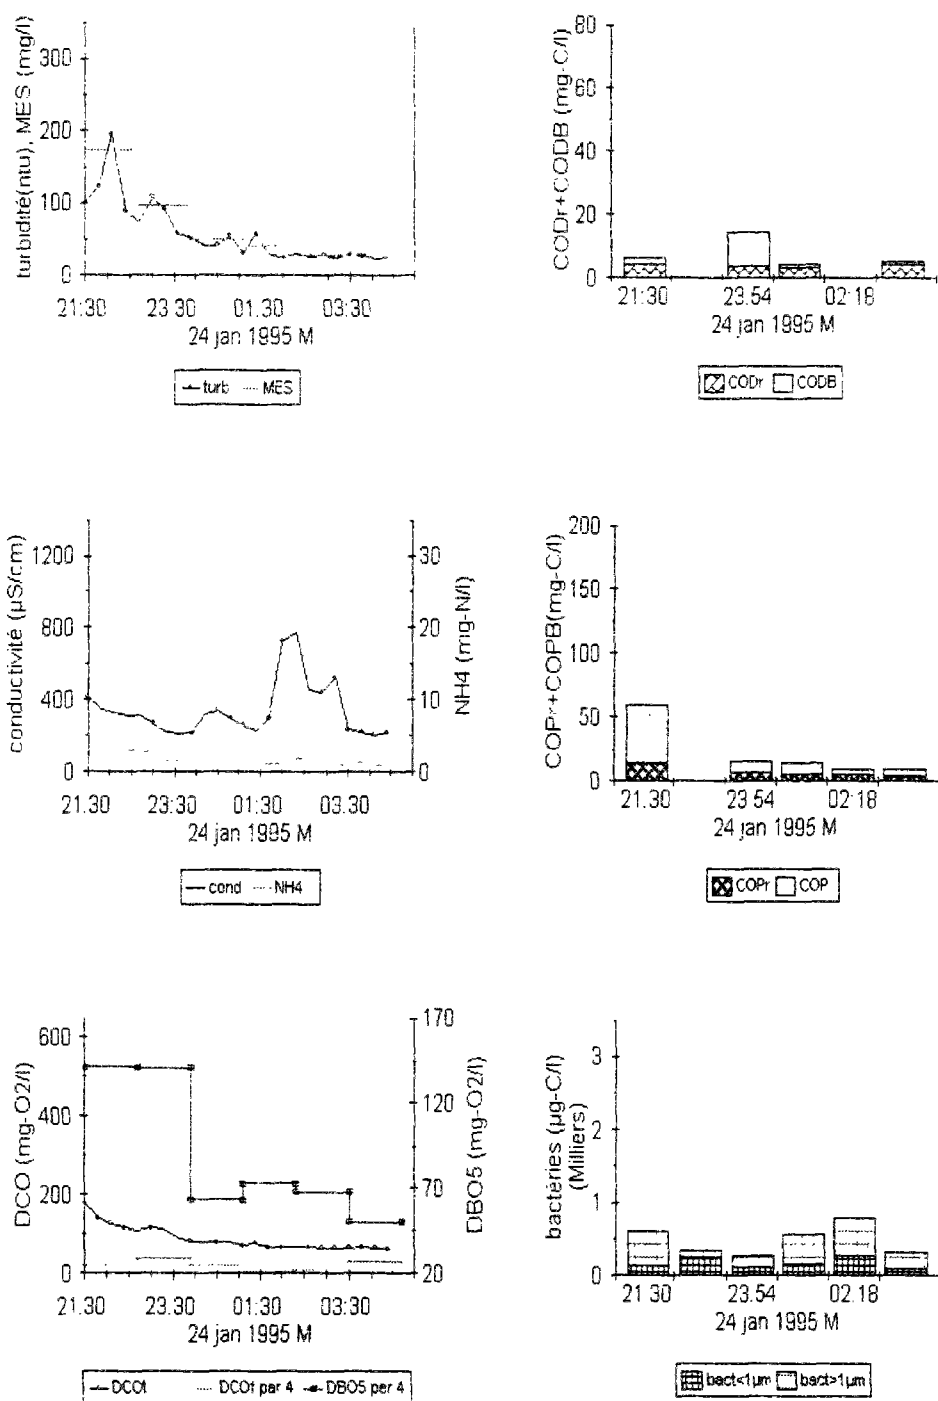 turbidité(ntu), MES (mg/l)
300
200
100
0
21:30 23 30 01.30 03:30
24 jan 1995 M
turb MES
CODr+CODB (mg-C/l)
80
60
40
20
0
21:30 23.54 02:18
24 jan 1995 M
CODr CODB
conductivité (µS/cm)
1200
800
400
0
NH4 (mg-N/l)
30
20
10
0
21.30 23:30 01:30 03.30
24 jan 1995 M
cond NH4
COPr+COPB(mg-C/l)
200
150
100
50
0
21.30 23 54 02:18
24 jan 1995 M
COPr COP
DCO (mg-O2/l)
600
400
200
0
DBO5 (mg-O2/l)
170
120
70
20
21.30 23.30 01:30 03:30
24 jan 1995 M
DCOt DCOt par 4 DBO5 per 4
bactéries (µg-C/l)
(Milliers)
3
2
1
0
21 30 23.54 02.18
24 jan 1995 M
bact<1µm bact>1µm